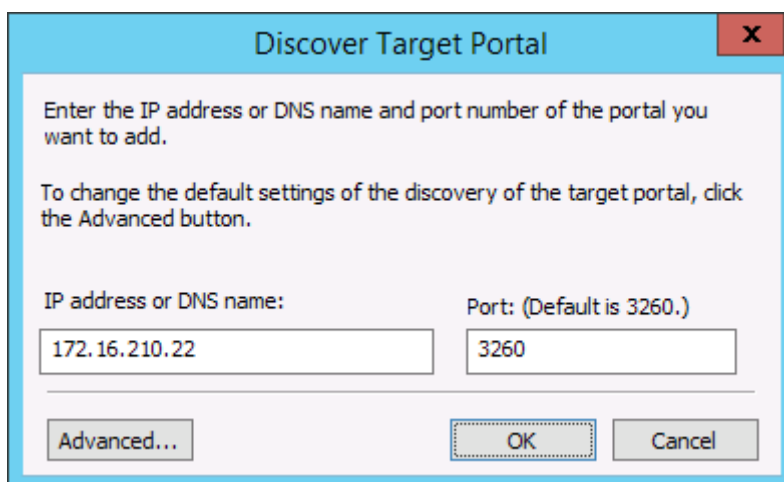 Discover Target Portal
x
Enter the IP address or DNS name and port number of the portal you
want to add.
To change the default settings of the discovery of the target portal, click
the Advanced button.
IP address or DNS name:
Port: (Default is 3260.)
172.16.210.22
3260
Advanced...
OK
Cancel